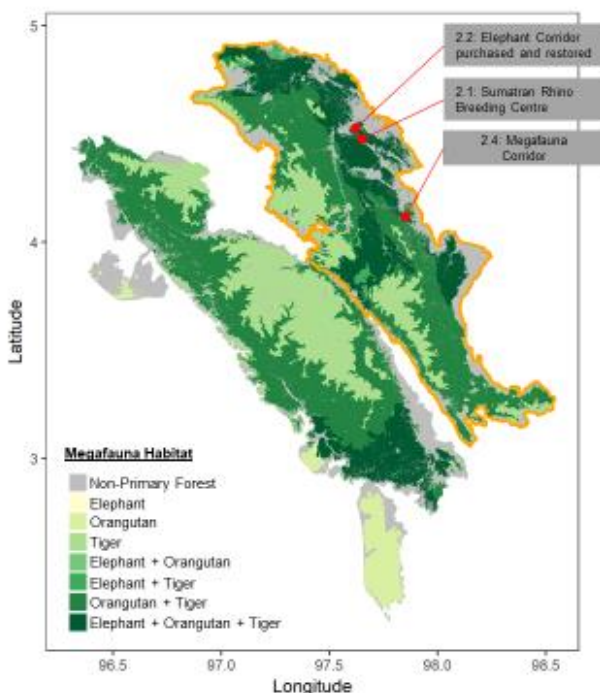 2.2: Elephant Corridor
purchased and restored
2.1: Sumatran Rhino
Breeding Centre
2.4: Megafauna
Corridor
5
4
3
Latitude
Megafauna Habitat
Non-Primary Forest
Elephant
Orangutan
Tiger
Elephant + Orangutan
Elephant + Tiger
Orangutan + Tiger
Elephant + Orangutan + Tiger
96.5 97.0 97.5 98.0 98.5
Longitude